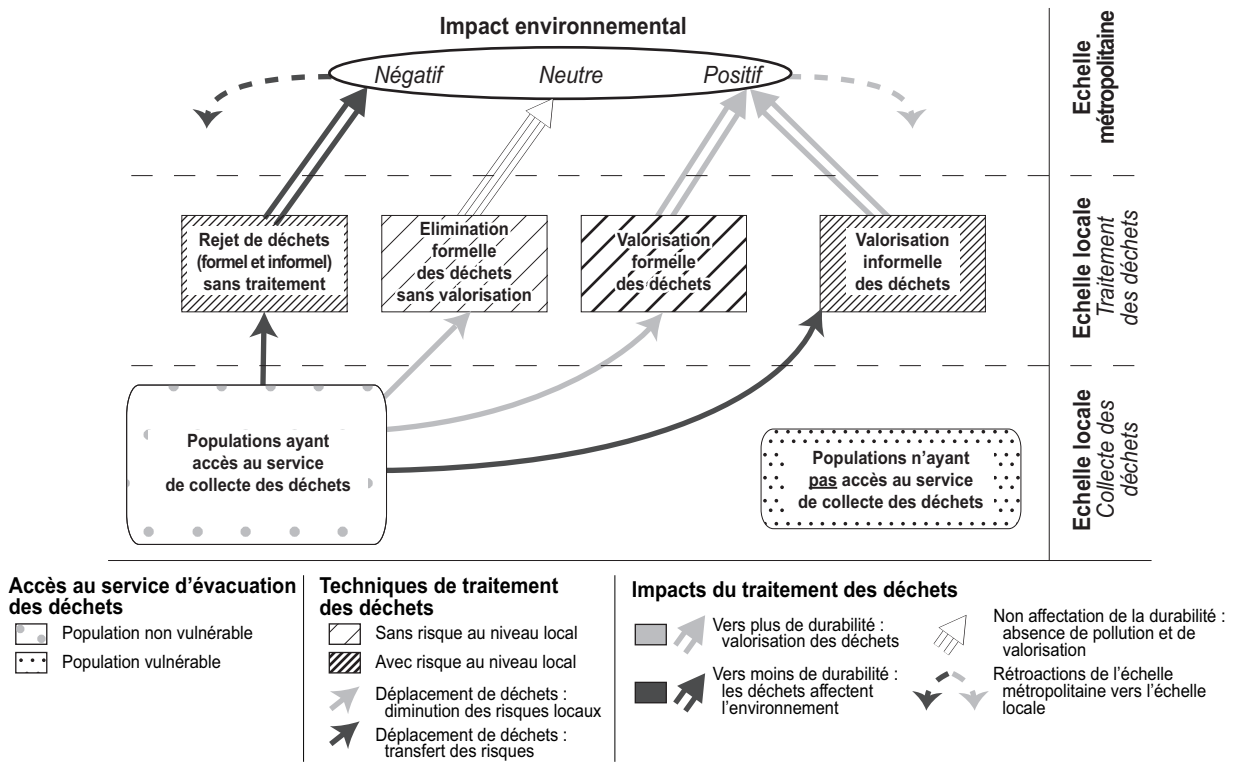 Impact environnemental
Négatif Neutre Positif
Echelle
métropolitaine
Rejet de déchets
(formel et informel)
sans traitement
Elimination
formelle
des déchets
sans valorisation
Valorisation
formelle
des déchets
Valorisation
informelle
des déchets
Echelle locale
Traitement
des déchets
Populations ayant
accès au service
de collecte des déchets
Populations n’ayant
pas accès au service
de collecte des déchets
Echelle locale
Collecte des
déchets
Accès au service d’évacuation
des déchets
Population non vulnérable
Population vulnérable
Techniques de traitement
des déchets
Sans risque au niveau local
Avec risque au niveau local
Déplacement de déchets :
diminution des risques locaux
Déplacement de déchets :
transfert des risques
Impacts du traitement des déchets
Vers plus de durabilité :
valorisation des déchets
Vers moins de durabilité :
les déchets affectent
l’environnement
Non affectation de la durabilité :
absence de pollution et de
valorisation
Rétroactions de l’échelle
métropolitaine vers l’échelle
locale